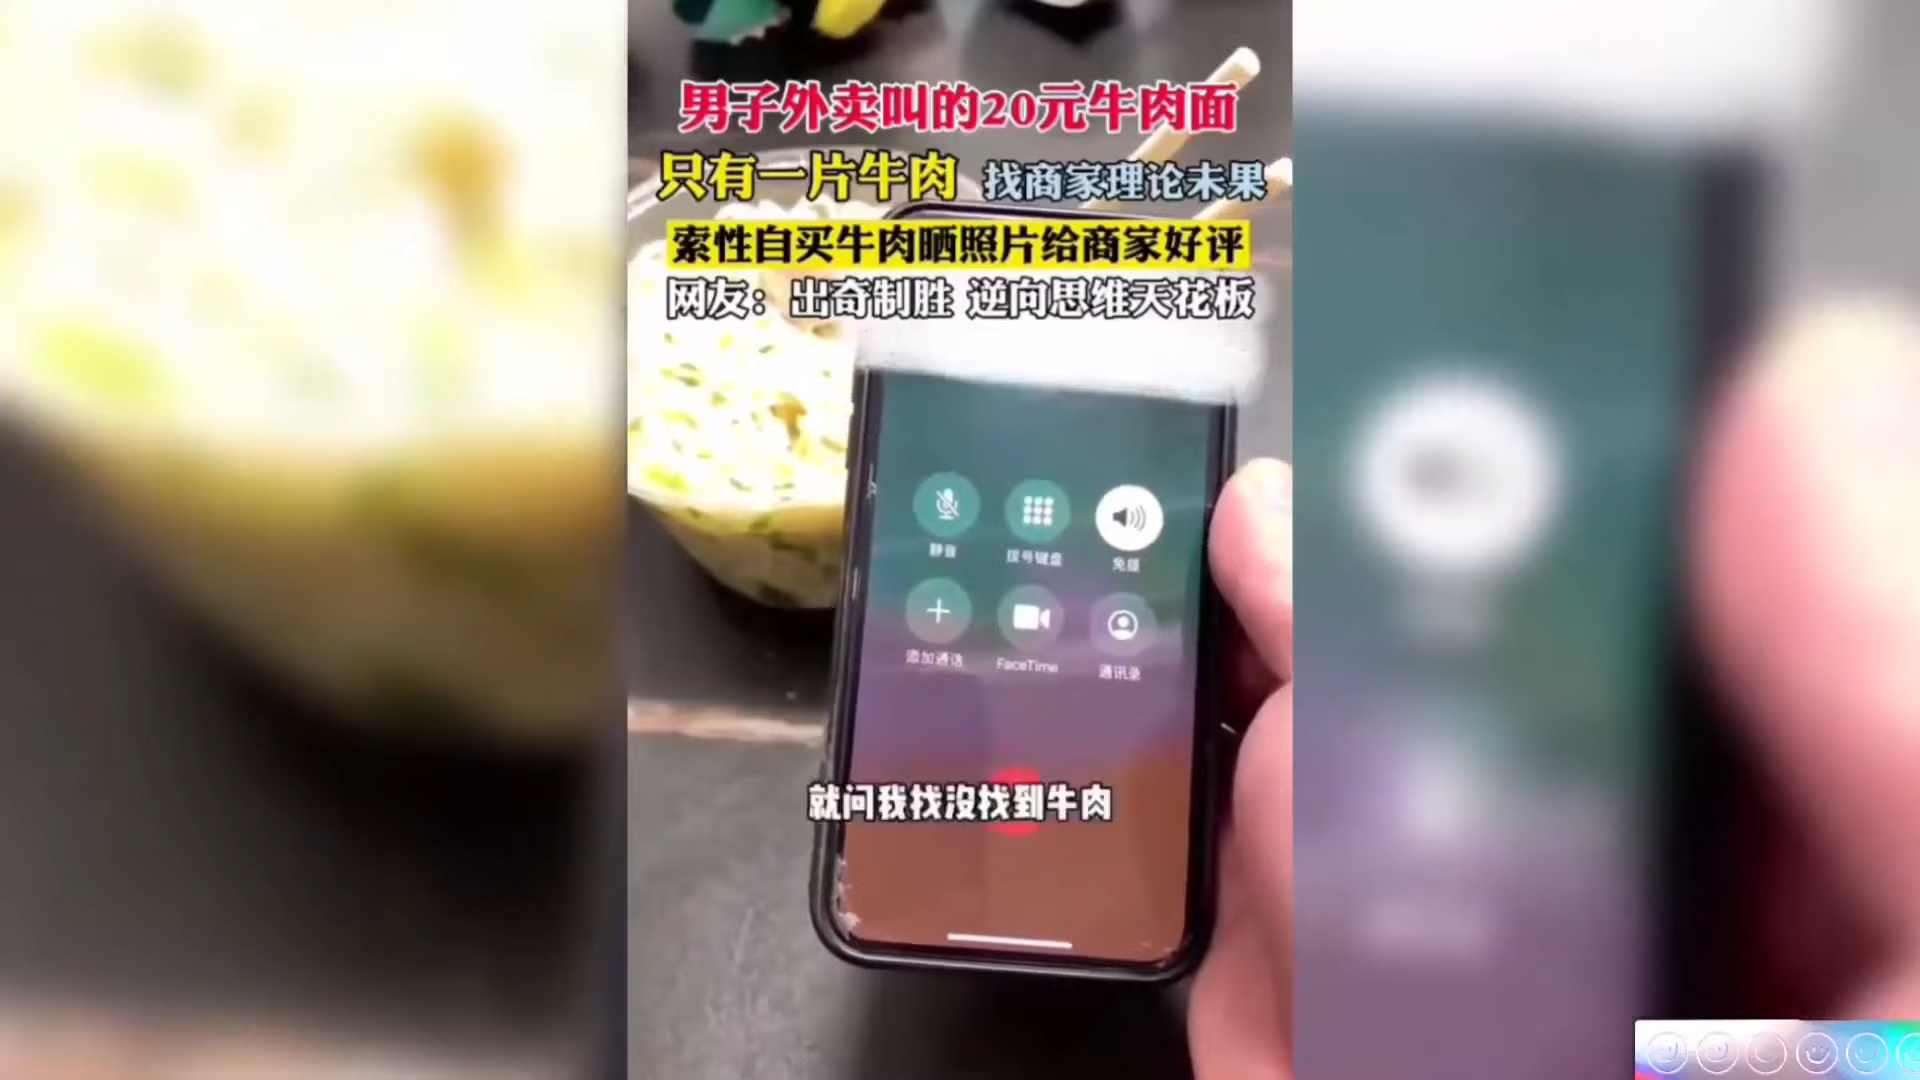 男子外卖叫的20元牛肉面
只有一片牛肉 找商家理论未果
索性自买牛肉晒照片给商家好评
网友：出奇制胜 逆向思维天花板
静音 拨号键盘 免提
添加通话 FaceTime 通讯录
就问我找没找到牛肉